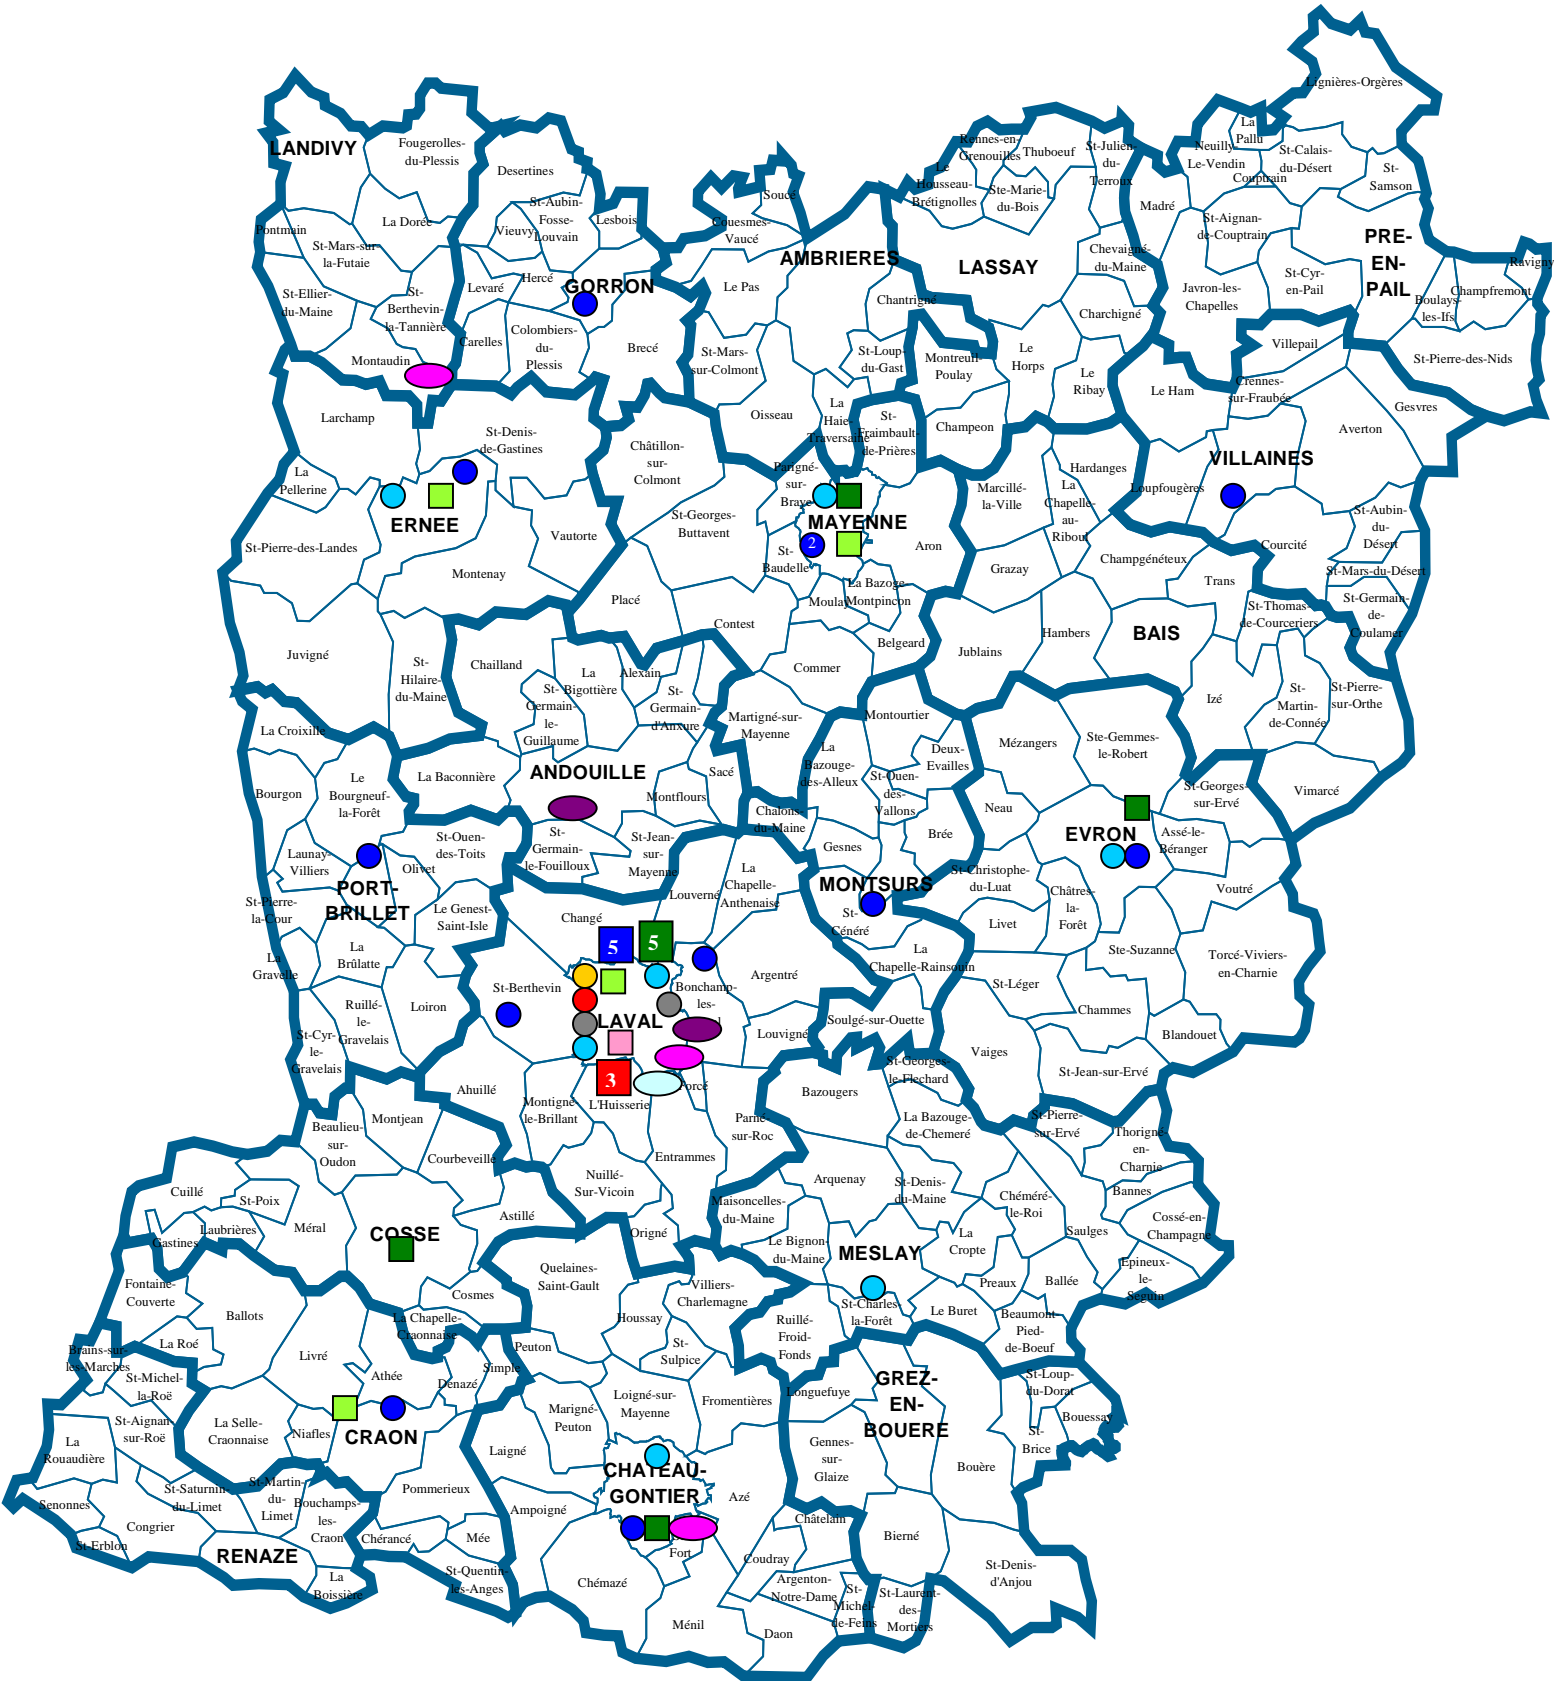 Lignières-Orgères
LANDIVY
Fougerolles-
du-Plessis
Desertines
Rennes-en-
Grenouilles
Thuboeuf
St-Julien-
du-
Terroux
Neuilly-
Le-Vendin
La
Pallu
Couptrain
St-Calais-
du-Désert
St-
Samson
Le
Housseau-
Brétignolles
Ste-Marie-
du-Bois
Soucé
Couesmes-
Vaucé
St-Aubin-
Fosse-
Louvain
Lesbois
Vieuvy
La Dorée
Pontmain
St-Mars-sur-
la-Futaie
Madré
St-Aignan-
de-Couptrain
PRE-
EN-
PAIL
Ravigny
Champfremont
Boulays-
les-Ifs
St-Cyr-
en-Pail
Javron-les-
Chapelles
Chevaigné-
du-Maine
AMBRIERES
LASSAY
Le Pas
Chantrigné
Charchigné
Hercé
GORRON
Levaré
St-Ellier-
du-Maine
St-
Berthevin-
la-Tannière
Carelles
Colombiers-
du-
Plessis
Brecé
Montaudin
St-Mars-
sur-Colmont
St-Loup-
du-Gast
Montreuil-
Poulay
Le
Horps
Le
Ribay
Le Ham
Villepail
Crennes-
sur-Fraubée
St-Pierre-des-Nids
Gesvres
Averton
Larchamp
St-Denis-
de-Gastines
Oisseau
La
Haie-
Traversaine
St-
Fraimbault-
de-Prières
Champeon
Châtillon-
sur-
Colmont
La
Pellerine
ERNEE
Parigné-
sur-
Braye
MAYENNE
2
Marcillé-
la-Ville
Hardanges
La
Chapelle-
au-
Riboul
Loupfougères
VILLAINES
St-Aubin-
du-
Désert
Courcité
St-Mars-du-Désert
St-Germain-
de-
Coulamer
St-Pierre-des-Landes
Vautorte
Montenay
St-Georges-
Buttavent
St-
Baudelle
Aron
La Bazoge-
Montpincon
Moulay
Grazay
Champgénéteux
Trans
St-Thomas-
de-Courceriers
Placé
Contest
Belgeard
Commer
Jublains
Hambers
BAIS
Izé
St-
Martin-
de-Connée
St-Pierre-
sur-Orthe
Juvigné
St-
Hilaire-
du-Maine
Chailland
La
Bigottière
Alexain
St-
Germain-
le-
Guillaume
St-
Germain-
d'Anxure
Martigné-sur-
Mayenne
Montourtier
La
Bazouge-
des-Alleux
Deux-
Evailles
St-Ouen-
des-
Vallons
Mézangers
Ste-Gemmes-
le-Robert
St-Georges-
sur-Ervé
Vimarcé
La Croixille
Bourgon
Le
Bourgneuf-
la-Forêt
La Baconnière
ANDOUILLE
Sacé
Montflours
Chalons-
du-Maine
Gesnes
Brée
Neau
EVRON
Assé-le-
Béranger
Voutré
Launay-
Villiers
St-Ouen-
des-Toits
Olivet
St-
Germain-
le-Fouilloux
St-Jean-
sur-
Mayenne
La
Chapelle-
Anthenaise
Louverné
MONTSURS
St-
Cénéré
St-Christophe-
du-Luat
Livet
Châtres-
la-
Forêt
Ste-Suzanne
Torcé-Viviers-
en-Charnie
PORT-
BRILLET
St-Pierre-
la-Cour
Le Genest-
Saint-Isle
La
Gravelle
La
Brûlatte
Changé
5
5
St-Berthevin
Bonchamp-
les-
Argentré
Louvigné
LAVAL
La
Chapelle-Rainsouin
Soulgé-sur-Ouette
St-Léger
Chammes
Blandouet
Vaiges
St-Jean-sur-Ervé
Loiron
Ruillé-
le-
Gravelais
St-Cyr-
le-
Gravelais
3
Forcé
L'Huisserie
Ahuillé
Montigné-
le-Brillant
Parné-
sur-Roc
Bazougers
St-Georges-
le-Flechard
La Bazouge-
de-Chemeré
St-Pierre-
sur-Ervé
Thorigné-
en-
Charnie
Montjean
Beaulieu-
sur-
Oudon
Courbeveille
Entrammes
Nuillé-
Sur-Vicoin
Arquenay
St-Denis-
du-Maine
Chéméré-
le-Roi
Bannes
Cossé-en-
Champagne
Saulges
Cuillé
St-Poix
Laubrières
Gastines
Méral
COSSE
Astillé
Origné
Maisoncelles-
du-Maine
Le Bignon-
du-Maine
MESLAY
La
Cropte
Preaux
Ballée
Epineux-
le-
Seguin
Fontaine-
Couverte
Quelaines-
Saint-Gault
Cosmes
Villiers-
Charlemagne
Houssay
St-Charles-
la-Forêt
Le Buret
Beaumont-
Pied-
de-Boeuf
Ballots
La Chapelle-
Craonnaise
Ruillé-
Froid-
Fonds
La Roé
Brains-sur-
les-Marches
Livré
Peuton
Simple
St-
Sulpice
St-Michel-
la-Roë
Athée
Denazé
Loigné-sur-
Mayenne
Fromentières
Longuefuye
GREZ-
EN-
BOUERE
St-Loup-
du-Dorat
Bouessay
St-
Brice
St-Aignan-
sur-Roë
La
Rouaudière
La Selle-
Craonnaise
Niafles
CRAON
Marigné-
Peuton
Laigné
Gennes-
sur-
Glaize
Bouère
CHATEAU-
GONTIER
Azé
Senonnes
St-Saturnin-
du-Limet
St-Martin-
du-
Limet
Bouchamps-
les-
Craon
Pommerieux
Ampoigné
Congrier
St-Erblon
RENAZE
Chérancé
Mée
Châtelain
Bierné
Fort
Coudray
La
Boissière
St-Quentin-
les-Anges
Chémazé
Argenton-
Notre-Dame
St-
Michel-
de-Feins
St-Laurent-
des-
Mortiers
St-Denis-
d'Anjou
Ménil
Daon